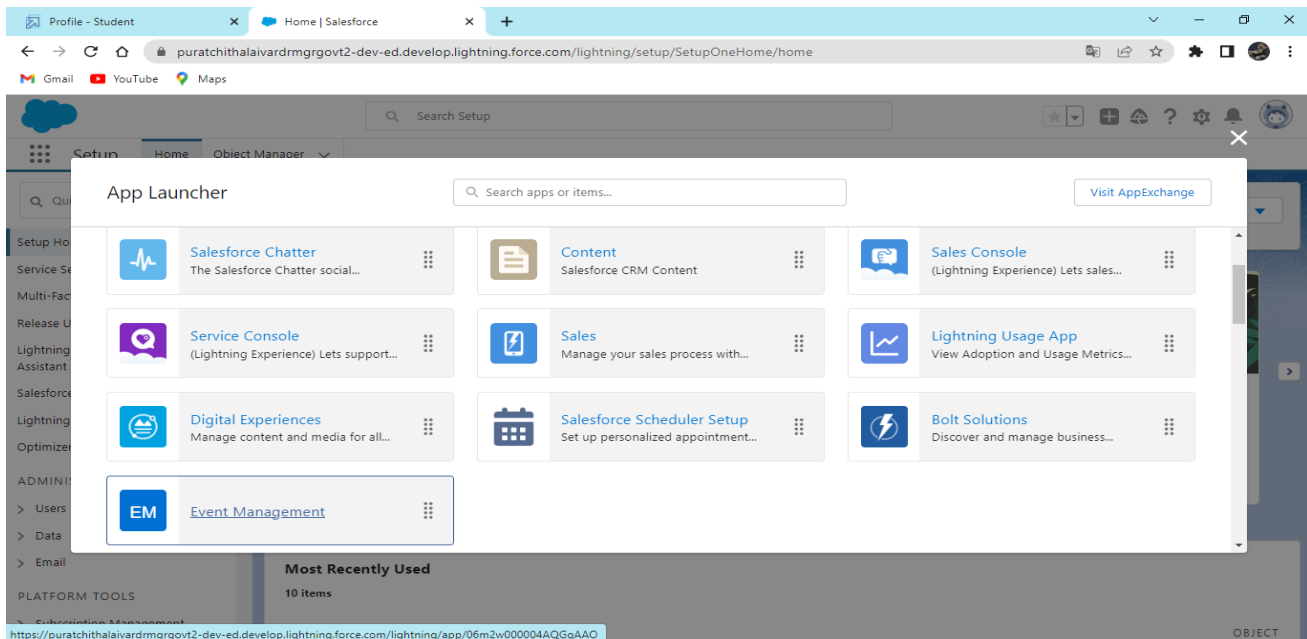 Profile - Student
Home | Salesforce
puratchithalaivardrmgrgovt2-dev-ed.develop.lightning.force.com/lightning/setup/SetupOneHome/home
Gmail YouTube Maps
Search Setup
Setup Home Object Manager
App Launcher
Search apps or items...
Visit AppExchange
Qui
Setup Ho
Service Se
Multi-Fac
Release U
Lightning
Assistant
Salesforce
Lightning
Optimizer
ADMINI
Users
Data
Email
PLATFORM TOOLS
Subscription Management
Salesforce Chatter
The Salesforce Chatter social...
Content
Salesforce CRM Content
Sales Console
(Lightning Experience) Lets sales...
Service Console
(Lightning Experience) Lets support...
Sales
Manage your sales process with...
Lightning Usage App
View Adoption and Usage Metrics...
Digital Experiences
Manage content and media for all...
Salesforce Scheduler Setup
Set up personalized appointment...
Bolt Solutions
Discover and manage business...
EM
Event Management
Most Recently Used
10 items
OBJECT
https://puratchithalaivardrmgrgovt2-dev-ed.develop.lightning.force.com/lightning/app/06m2w000004AQGgAAO